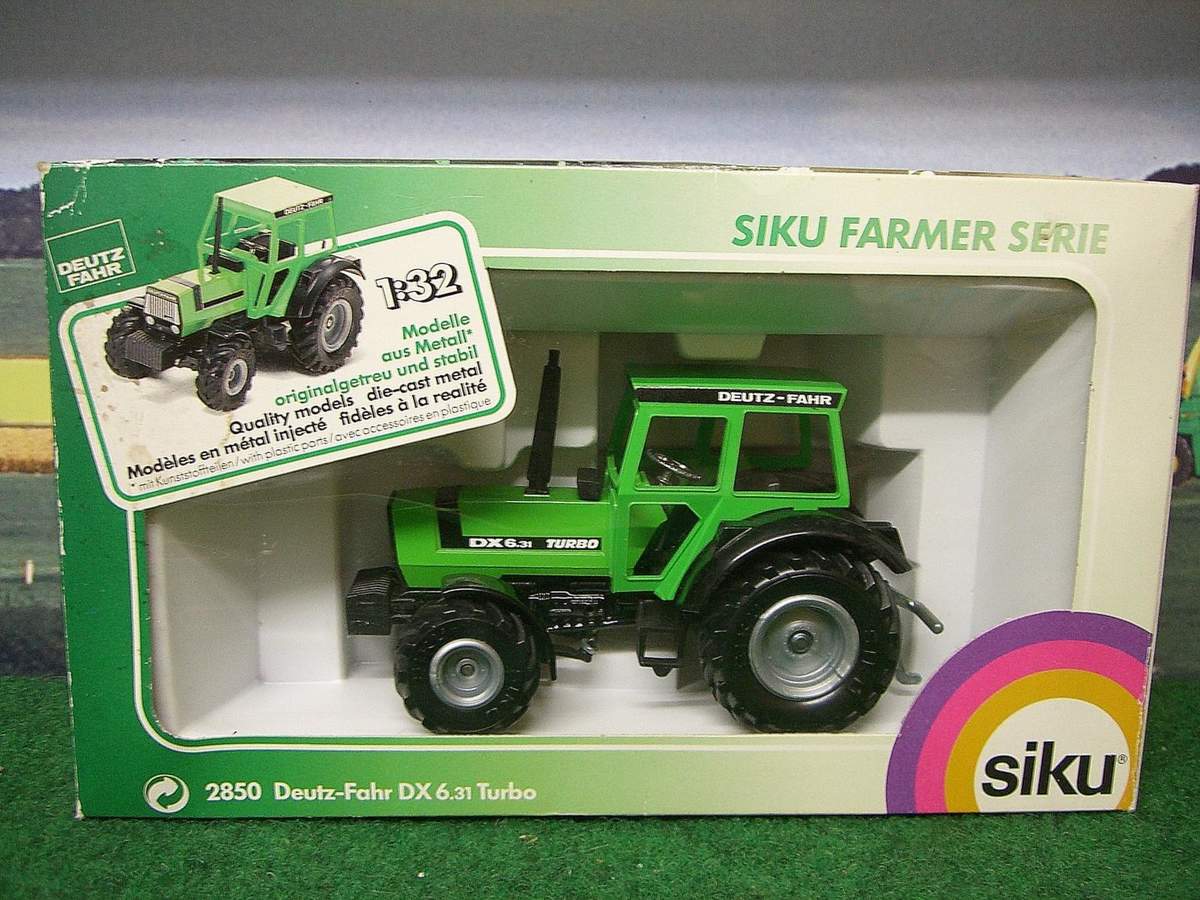 SIKU FARMER SERIE
DEUTZ
FAHR
DEUTZ-FAHR
1:32
Modelle
aus Metall*
originalgetreu und stabil
Quality models die-cast metal
Modèles en métal injecté fidèles à la realité
* mit Kunststoffteilen/with plastic parts/avec accessoires en plastique
DEUTZ-FAHR
DX 6.31 TURBO
siku®
2850 Deutz-Fahr DX 6.31 Turbo